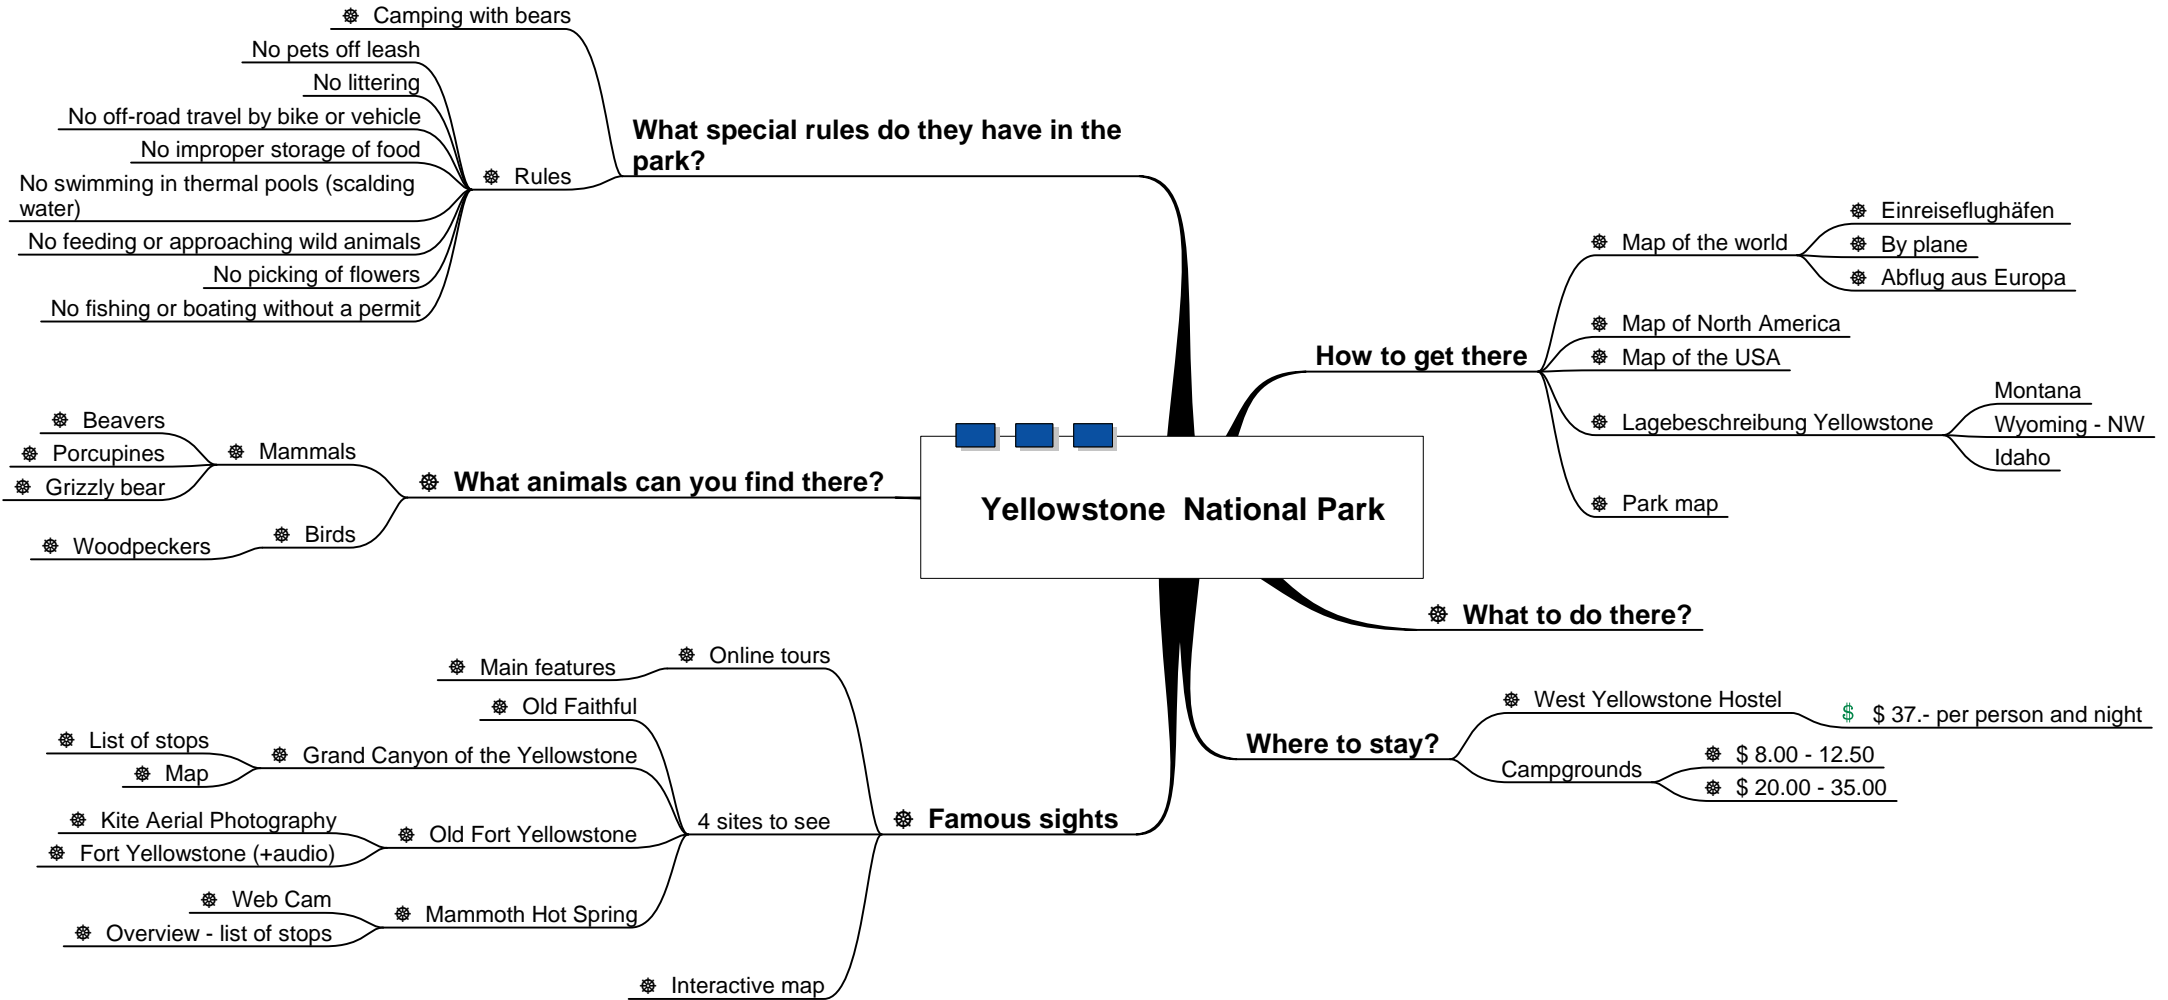 Yellowstone  National Park
What special rules do they have in the
park?
Camping with bears
Rules
No pets off leash
No littering
No off-road travel by bike or vehicle
No improper storage of food
No swimming in thermal pools (scalding
water)
No feeding or approaching wild animals
No picking of flowers
No fishing or boating without a permit
What animals can you find there?
Mammals
Beavers
Porcupines
Grizzly bear
Birds
Woodpeckers
Famous sights
Online tours
Main features
4 sites to see
Old Faithful
Grand Canyon of the Yellowstone
List of stops
Map
Old Fort Yellowstone
Kite Aerial Photography
Fort Yellowstone (+audio)
Mammoth Hot Spring
Web Cam
Overview - list of stops
Interactive map
How to get there
Map of the world
Einreiseflughäfen
By plane
Abflug aus Europa
Map of North America
Map of the USA
Lagebeschreibung Yellowstone
Montana
Wyoming - NW
Idaho
Park map
What to do there?
Where to stay?
West Yellowstone Hostel
$ $ 37.- per person and night
Campgrounds
$ 8.00 - 12.50
$ 20.00 - 35.00